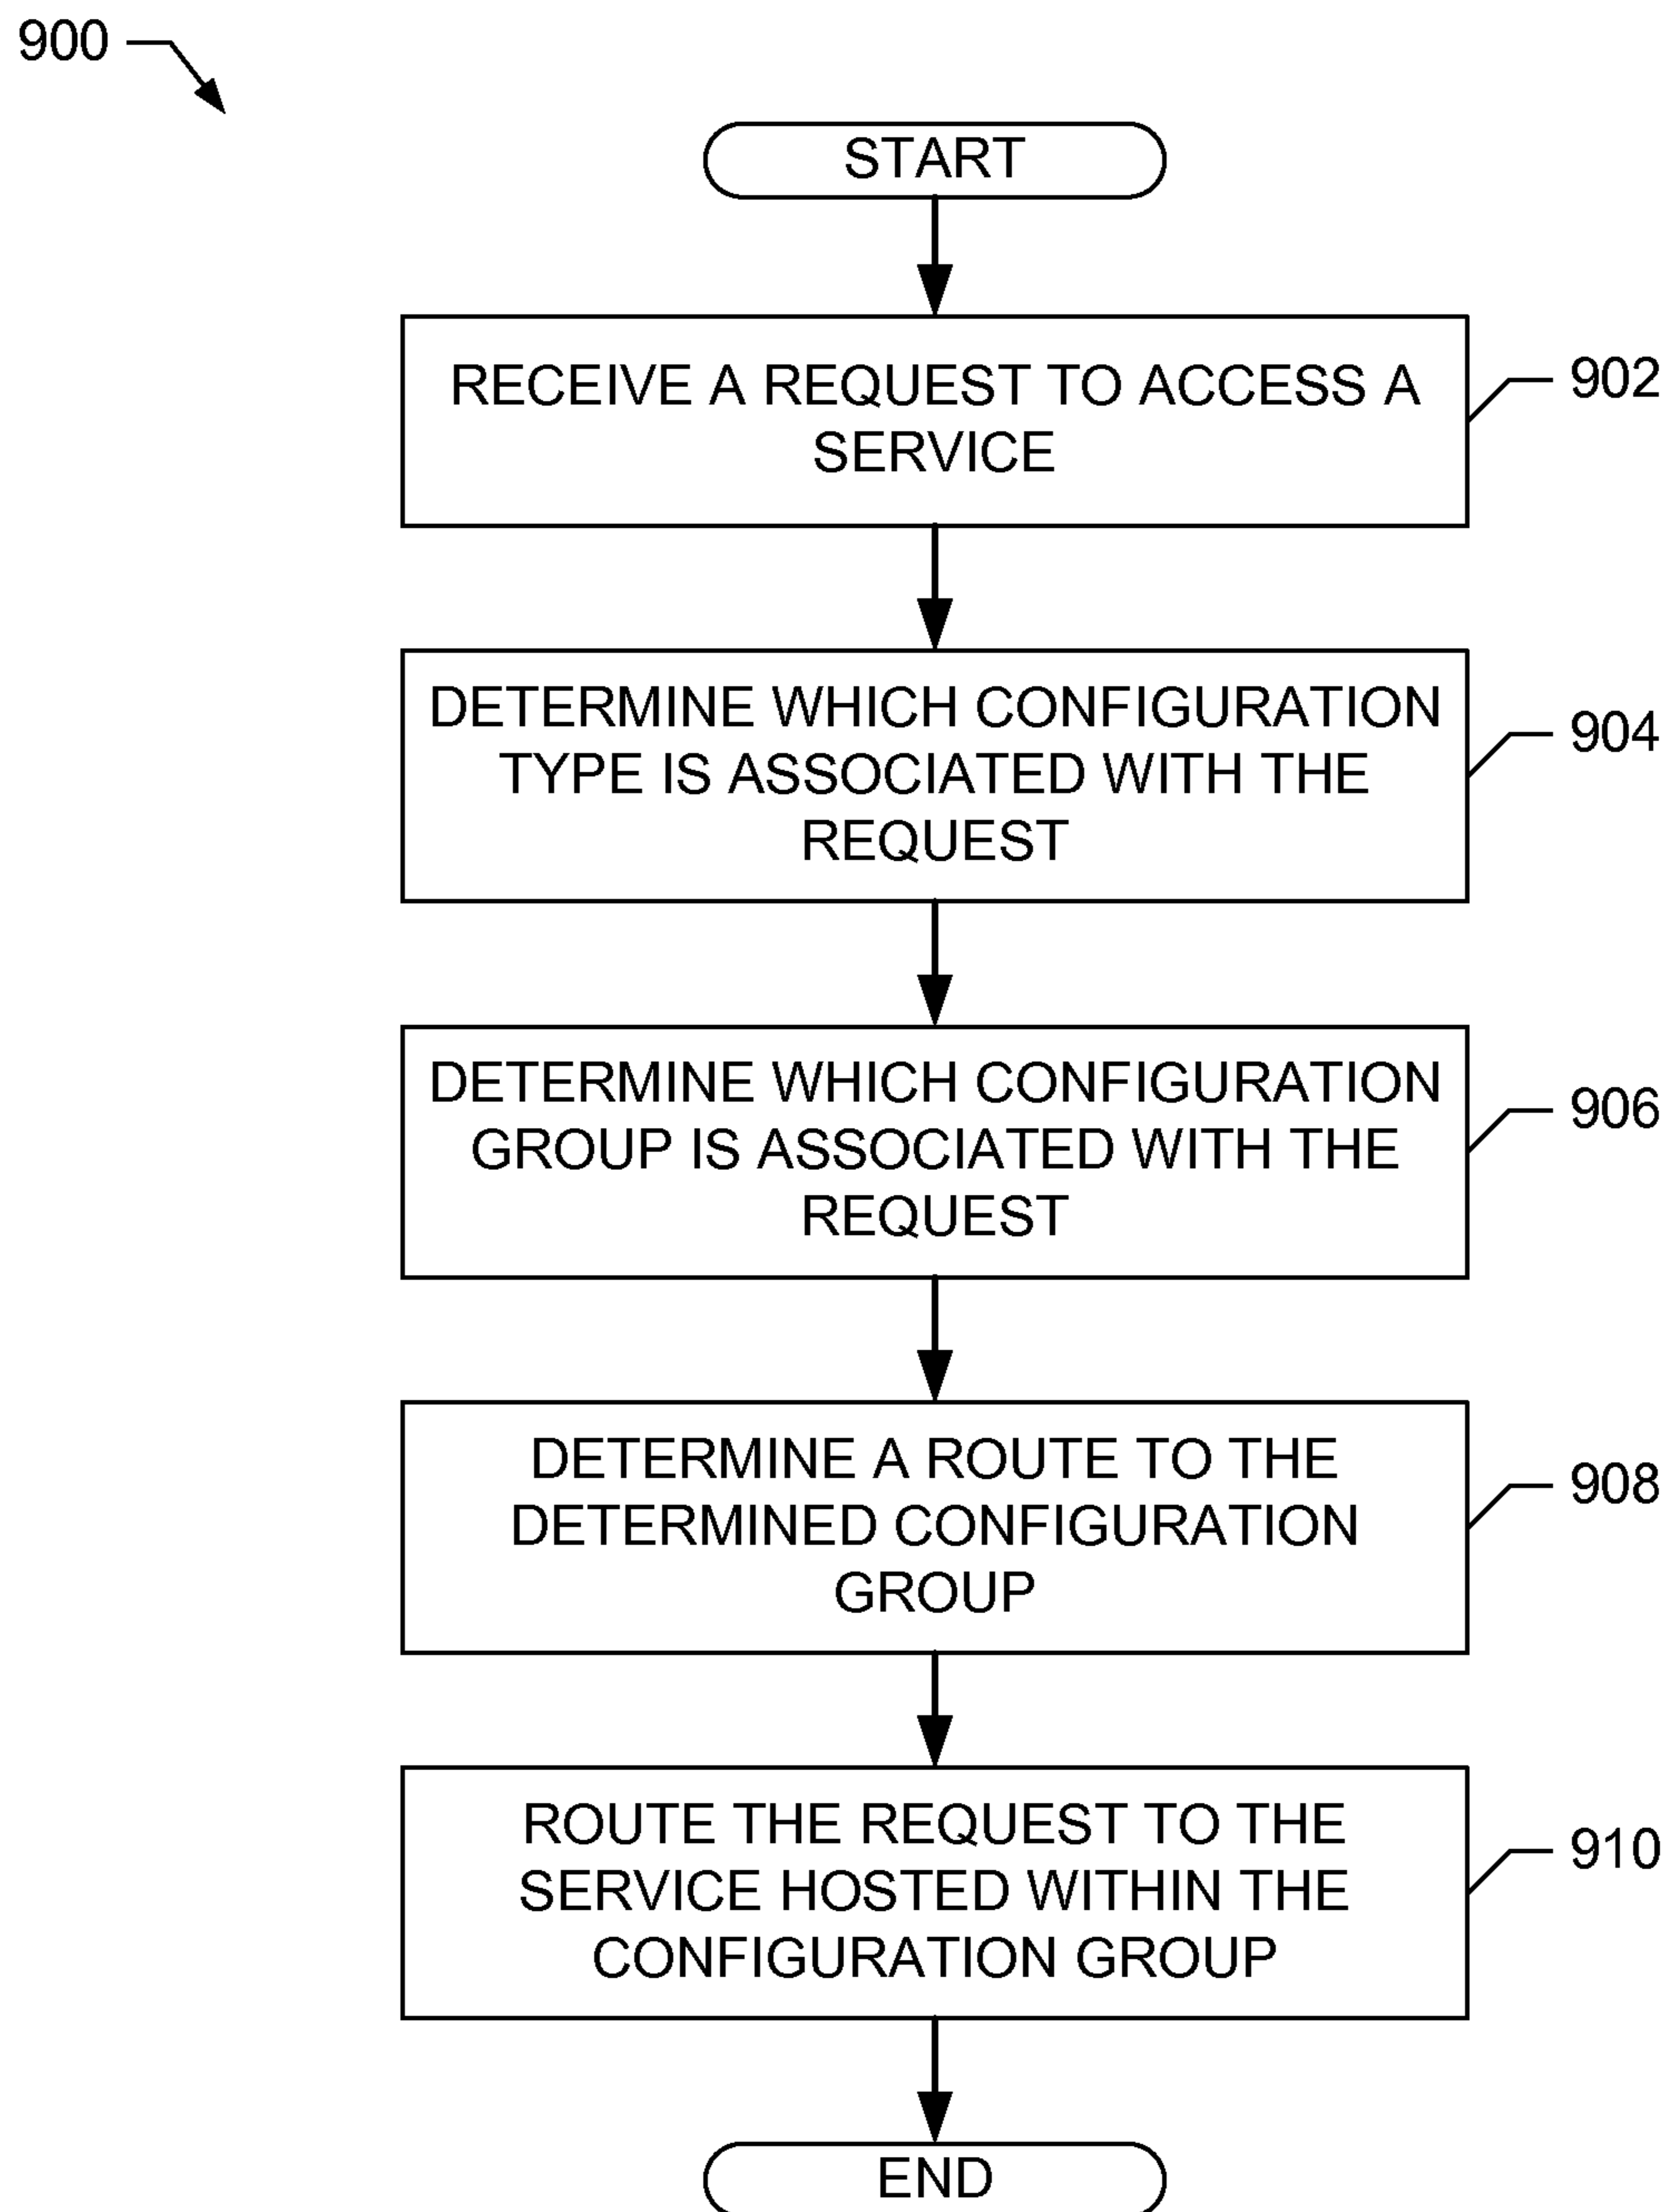 900
START
RECEIVE A REQUEST TO ACCESS A
SERVICE
902
DETERMINE WHICH CONFIGURATION
TYPE IS ASSOCIATED WITH THE
REQUEST
904
DETERMINE WHICH CONFIGURATION
GROUP IS ASSOCIATED WITH THE
REQUEST
906
DETERMINE A ROUTE TO THE
DETERMINED CONFIGURATION
GROUP
908
ROUTE THE REQUEST TO THE
SERVICE HOSTED WITHIN THE
CONFIGURATION GROUP
910
END